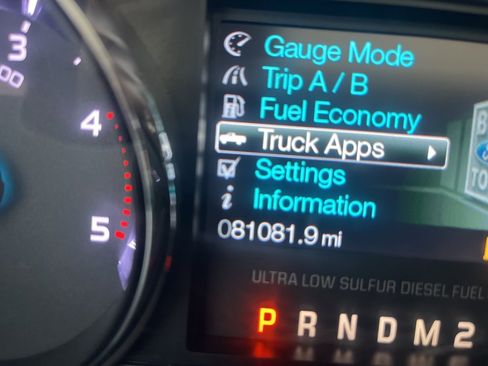 3
00
4
5
Gauge Mode
Trip A / B
Fuel Economy
Truck Apps
Settings
Information
081081.9 mi
ULTRA LOW SULFUR DIESEL FUEL
P R N D M 2